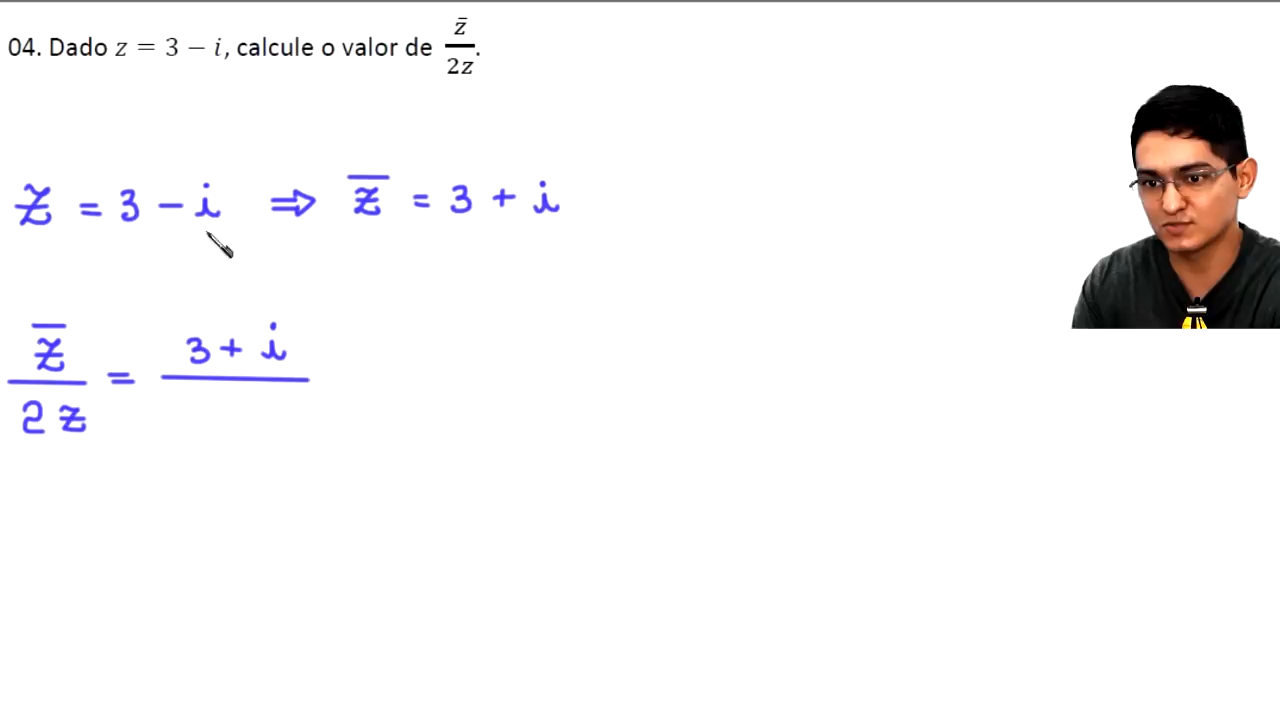 04. Dado z = 3 − i, calcule o valor de z̄/2z.
z = 3 − i ⇒ z̄ = 3 + i
z̄/2z = 3 + i